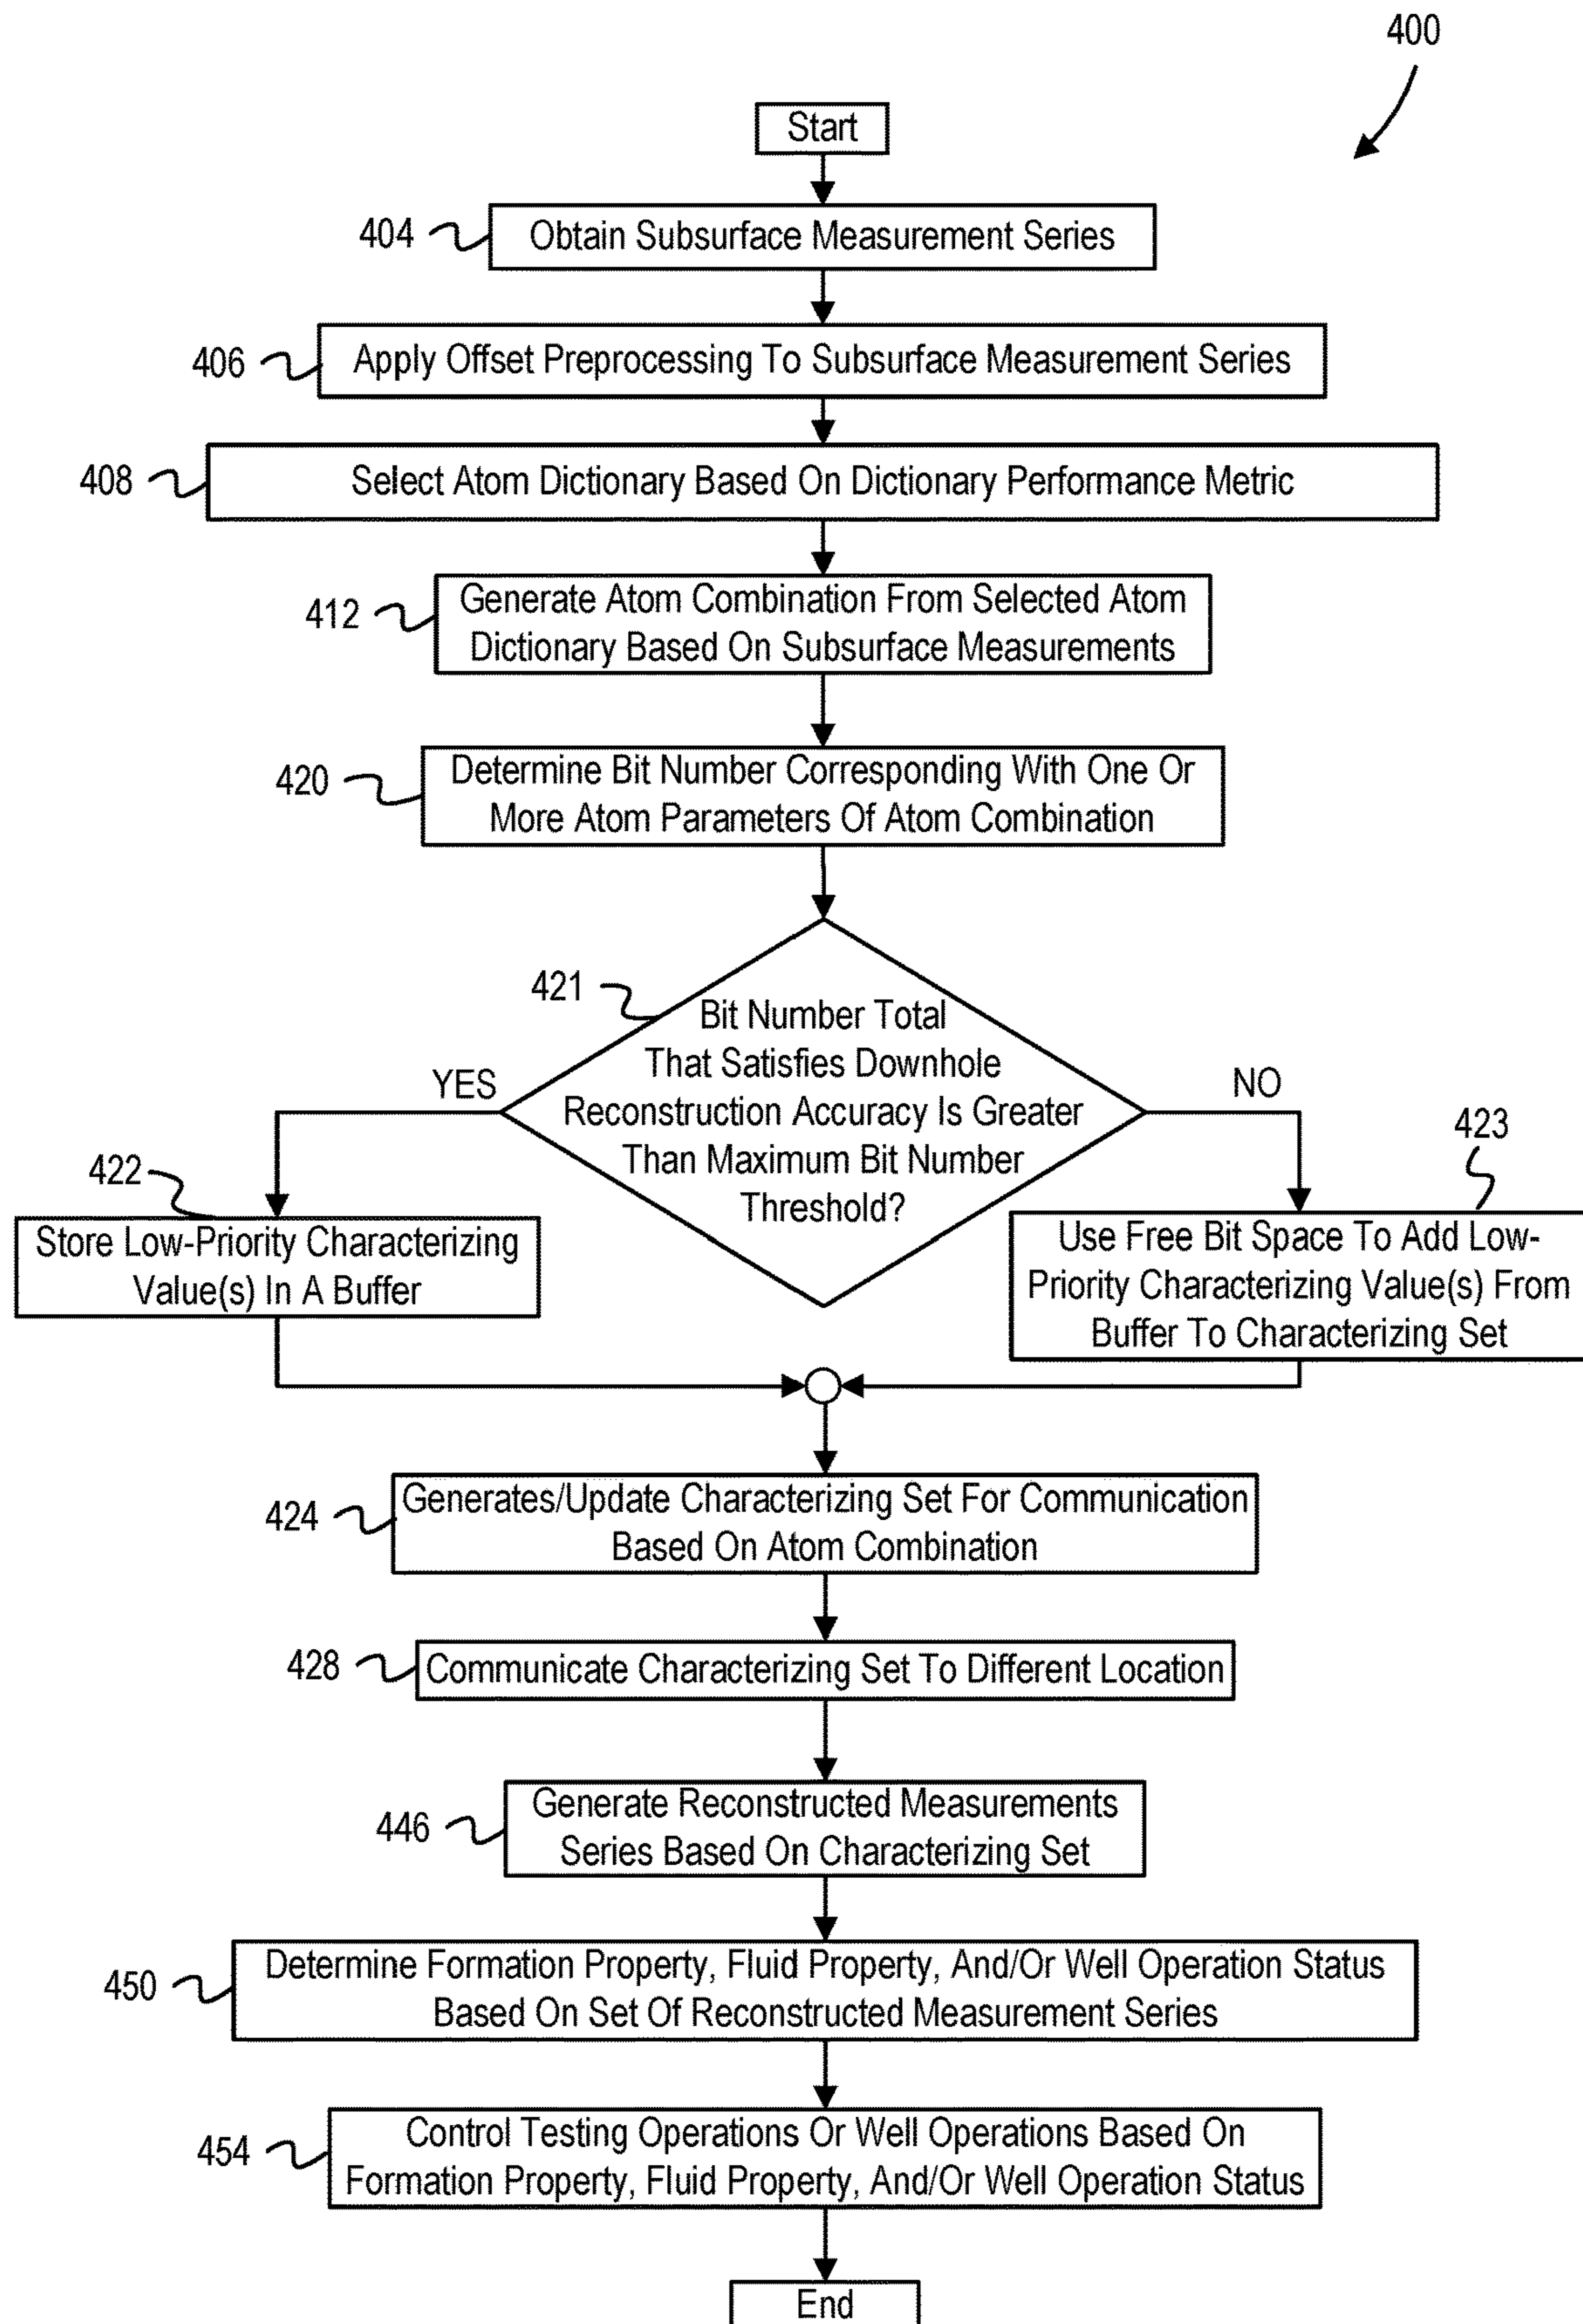 400
Start
404
Obtain Subsurface Measurement Series
406
Apply Offset Preprocessing To Subsurface Measurement Series
408
Select Atom Dictionary Based On Dictionary Performance Metric
412
Generate Atom Combination From Selected Atom
Dictionary Based On Subsurface Measurements
420
Determine Bit Number Corresponding With One Or
More Atom Parameters Of Atom Combination
421
Bit Number Total
That Satisfies Downhole
Reconstruction Accuracy Is Greater
Than Maximum Bit Number
Threshold?
YES
NO
422
Store Low-Priority Characterizing
Value(s) In A Buffer
423
Use Free Bit Space To Add Low-
Priority Characterizing Value(s) From
Buffer To Characterizing Set
424
Generates/Update Characterizing Set For Communication
Based On Atom Combination
428
Communicate Characterizing Set To Different Location
446
Generate Reconstructed Measurements
Series Based On Characterizing Set
450
Determine Formation Property, Fluid Property, And/Or Well Operation Status
Based On Set Of Reconstructed Measurement Series
454
Control Testing Operations Or Well Operations Based On
Formation Property, Fluid Property, And/Or Well Operation Status
End